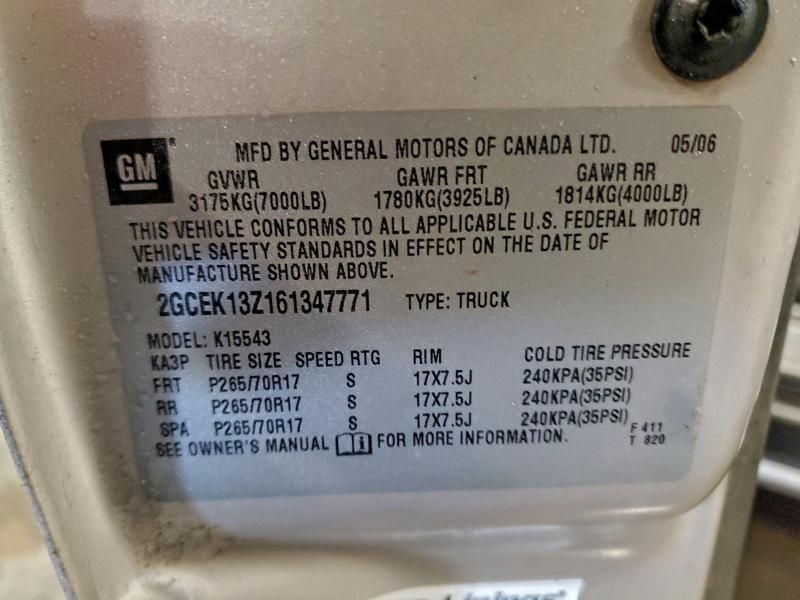 GM MFD BY GENERAL MOTORS OF CANADA LTD. 05/06
GVWR GAWR FRT GAWR RR
3175KG(7000LB) 1780KG(3925LB) 1814KG(4000LB)
THIS VEHICLE CONFORMS TO ALL APPLICABLE U.S. FEDERAL MOTOR
VEHICLE SAFETY STANDARDS IN EFFECT ON THE DATE OF
MANUFACTURE SHOWN ABOVE.
2GCEK13Z161347771 TYPE: TRUCK
MODEL: K15543
KA3P TIRE SIZE SPEED RTG RIM COLD TIRE PRESSURE
FRT P265/70R17 S 17X7.5J 240KPA(35PSI)
RR P265/70R17 S 17X7.5J 240KPA(35PSI)
SPA P265/70R17 S 17X7.5J 240KPA(35PSI)
SEE OWNER'S MANUAL FOR MORE INFORMATION. F 411
T 820